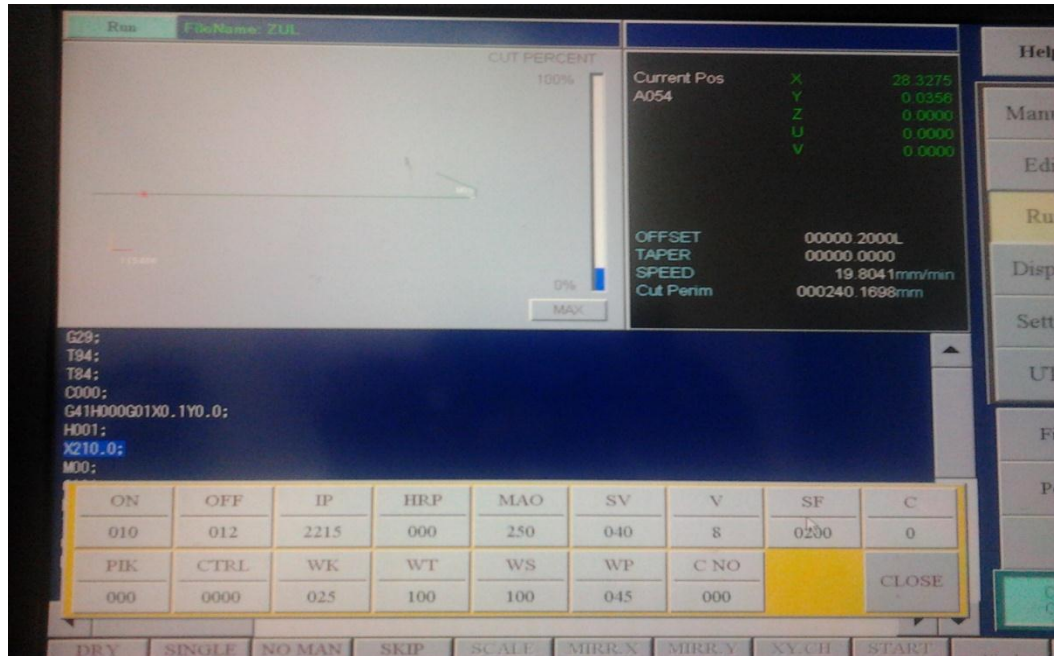 Run FileName: ZUL
CUT PERCENT
100%
0%
MAX
Current Pos X 28.3275
A054 Y 0.0356
Z 0.0000
U 0.0000
V 0.0000
OFFSET 00000.2000L
TAPER 00000.0000
SPEED 19.8041mm/min
Cut Perim 000240.1698mm
G29;
T94;
T84;
C000;
G41H000G01X0.1Y0.0;
H001;
X210.0;
M00;
ON OFF IP HRP MAO SV V SF C
010 012 2215 000 250 040 8 0200 0
PIK CTRL WK WT WS WP C NO
000 0000 025 100 100 045 000
CLOSE
DRY SINGLE NO MAN SKIP SCALE MIRR.X MIRR.Y XY.CH START
Help
Manu
Edi
Ru
Disp
Sett
UT
F
P